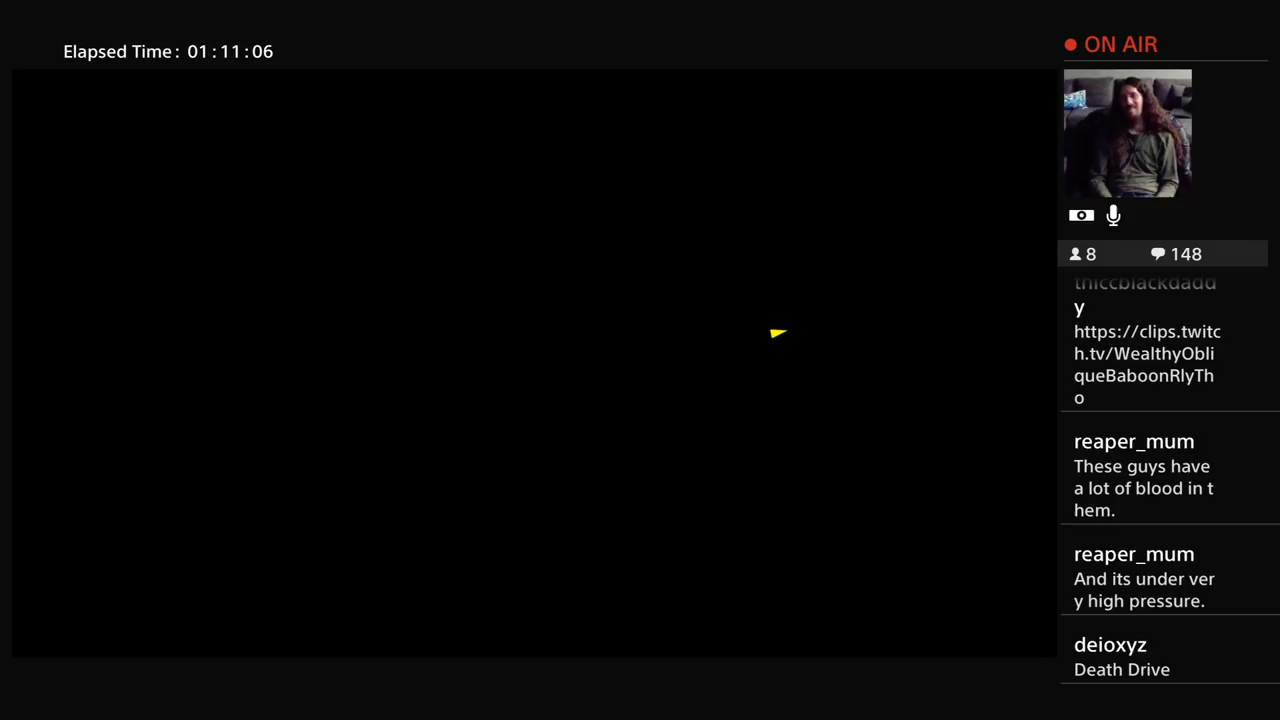 Elapsed Time: 01:11:06
ON AIR
8 148
thiccblackdadd
y
https://clips.twitc
h.tv/WealthyObli
queBaboonRlyTh
o
reaper_mum
These guys have
a lot of blood in t
hem.
reaper_mum
And its under ver
y high pressure.
deioxyz
Death Drive